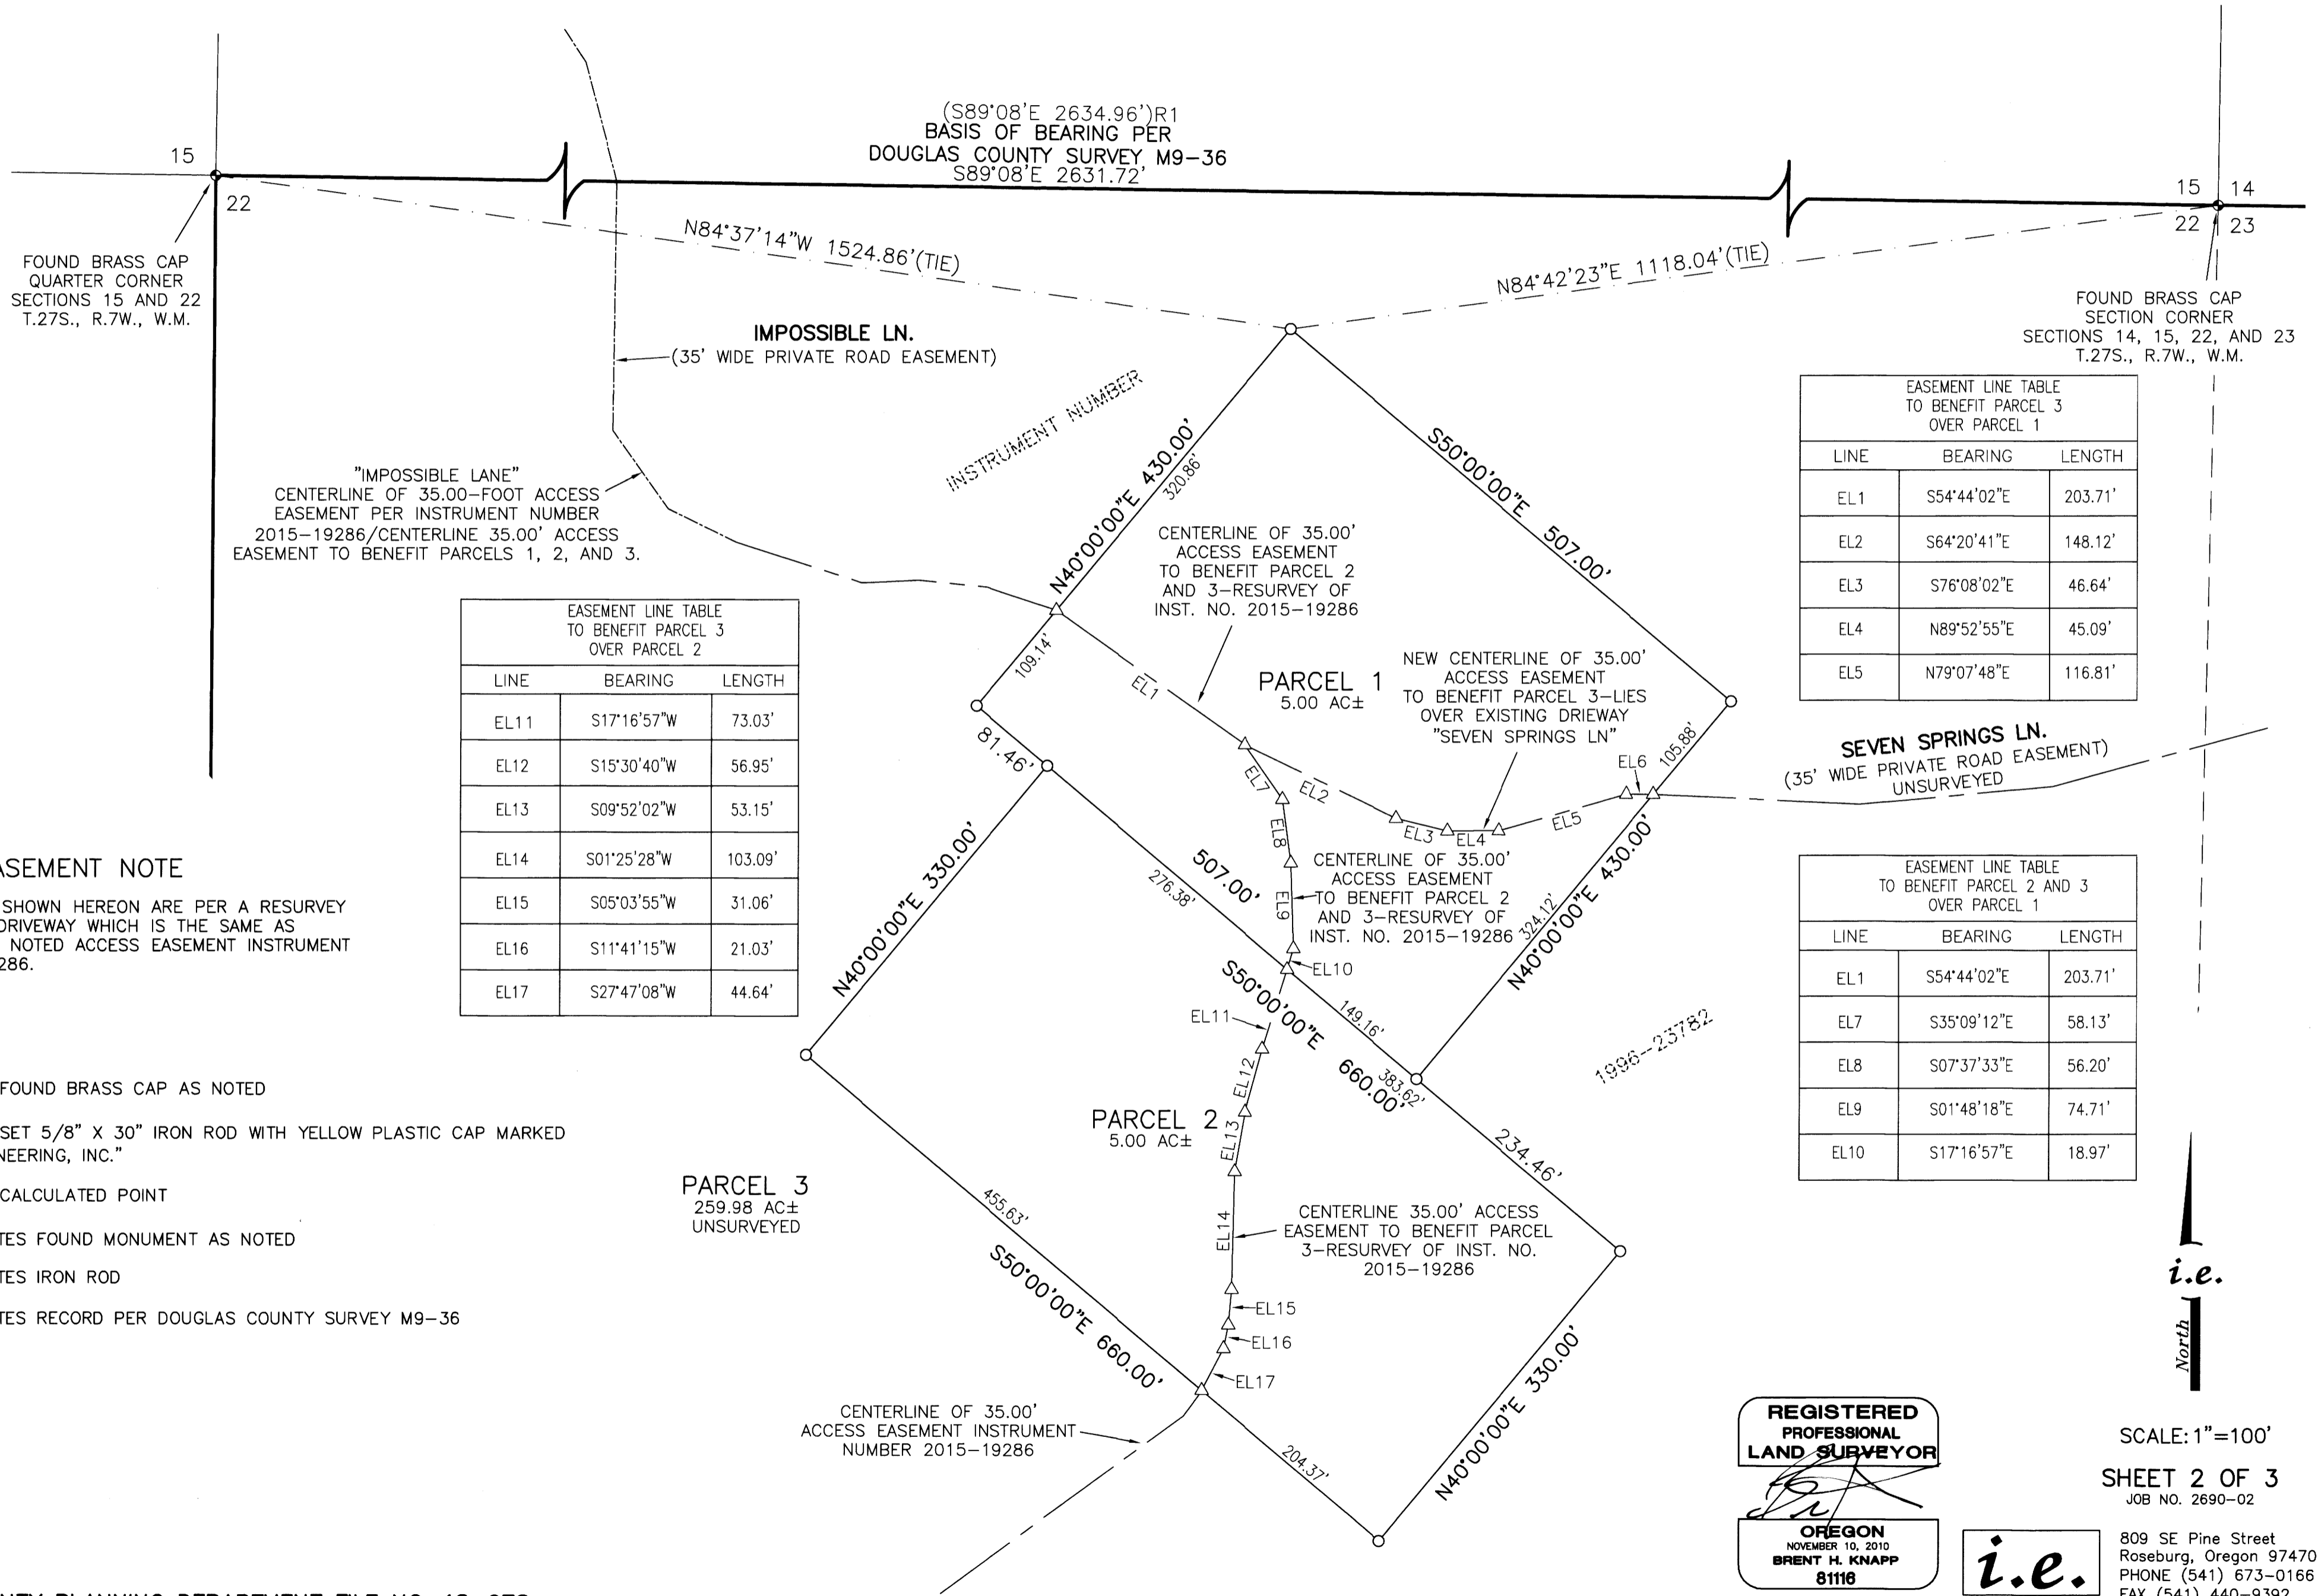 (S89°08'E 2634.96')R1
BASIS OF BEARING PER
DOUGLAS COUNTY SURVEY M9-36
S89°08'E 2631.72'
15
22
15 14
22 23
FOUND BRASS CAP
QUARTER CORNER
SECTIONS 15 AND 22
T.27S., R.7W., W.M.
N84°37'14"W 1524.86'(TIE)
N84°42'23"E 1118.04'(TIE)
FOUND BRASS CAP
SECTION CORNER
SECTIONS 14, 15, 22, AND 23
T.27S., R.7W., W.M.
IMPOSSIBLE LN.
(35' WIDE PRIVATE ROAD EASEMENT)
INSTRUMENT NUMBER
"IMPOSSIBLE LANE"
CENTERLINE OF 35.00-FOOT ACCESS
EASEMENT PER INSTRUMENT NUMBER
2015-19286/CENTERLINE 35.00' ACCESS
EASEMENT TO BENEFIT PARCELS 1, 2, AND 3.
N40°00'00"E 430.00'
320.86'
109.14'
S50°00'00"E 507.00'
CENTERLINE OF 35.00'
ACCESS EASEMENT
TO BENEFIT PARCEL 2
AND 3-RESURVEY OF
INST. NO. 2015-19286
EASEMENT LINE TABLE
TO BENEFIT PARCEL 3
OVER PARCEL 1
LINE BEARING LENGTH
EL1 S54°44'02"E 203.71'
EL2 S64°20'41"E 148.12'
EL3 S76°08'02"E 46.64'
EL4 N89°52'55"E 45.09'
EL5 N79°07'48"E 116.81'
EASEMENT LINE TABLE
TO BENEFIT PARCEL 3
OVER PARCEL 2
LINE BEARING LENGTH
EL11 S17°16'57"W 73.03'
EL12 S15°30'40"W 56.95'
EL13 S09°52'02"W 53.15'
EL14 S01°25'28"W 103.09'
EL15 S05°03'55"W 31.06'
EL16 S11°41'15"W 21.03'
EL17 S27°47'08"W 44.64'
PARCEL 1
5.00 AC±
NEW CENTERLINE OF 35.00'
ACCESS EASEMENT
TO BENEFIT PARCEL 3-LIES
OVER EXISTING DRIEWAY
"SEVEN SPRINGS LN"
EL1
EL7
EL2
EL8
EL3
EL4
EL5
EL6
EL9
EL10
105.88'
SEVEN SPRINGS LN.
(35' WIDE PRIVATE ROAD EASEMENT)
UNSURVEYED
81.46'
507.00'
276.38'
CENTERLINE OF 35.00'
ACCESS EASEMENT
TO BENEFIT PARCEL 2
AND 3-RESURVEY OF
INST. NO. 2015-19286
324.12'
N40°00'00"E 430.00'
N40°00'00"E 330.00'
S50°00'00"E 660.00'
149.16'
383.62'
234.46'
1996-23782
EASEMENT LINE TABLE
TO BENEFIT PARCEL 2 AND 3
OVER PARCEL 1
LINE BEARING LENGTH
EL1 S54°44'02"E 203.71'
EL7 S35°09'12"E 58.13'
EL8 S07°37'33"E 56.20'
EL9 S01°48'18"E 74.71'
EL10 S17°16'57"E 18.97'
ASEMENT NOTE
SHOWN HEREON ARE PER A RESURVEY
DRIVEWAY WHICH IS THE SAME AS
NOTED ACCESS EASEMENT INSTRUMENT
286.
FOUND BRASS CAP AS NOTED
SET 5/8" X 30" IRON ROD WITH YELLOW PLASTIC CAP MARKED
NEERING, INC."
CALCULATED POINT
TES FOUND MONUMENT AS NOTED
TES IRON ROD
TES RECORD PER DOUGLAS COUNTY SURVEY M9-36
EL11
EL12
EL13
EL14
EL15
EL16
EL17
PARCEL 2
5.00 AC±
PARCEL 3
259.98 AC±
UNSURVEYED
455.63'
S50°00'00"E 660.00'
CENTERLINE 35.00' ACCESS
EASEMENT TO BENEFIT PARCEL
3-RESURVEY OF INST. NO.
2015-19286
CENTERLINE OF 35.00'
ACCESS EASEMENT INSTRUMENT
NUMBER 2015-19286
204.37'
N40°00'00"E 330.00'
i.e.
North
SCALE: 1"=100'
SHEET 2 OF 3
JOB NO. 2690-02
REGISTERED
PROFESSIONAL
LAND SURVEYOR
OREGON
NOVEMBER 10, 2010
BRENT H. KNAPP
81116
i.e.
809 SE Pine Street
Roseburg, Oregon 97470
PHONE (541) 673-0166
FAX (541) 440-9392